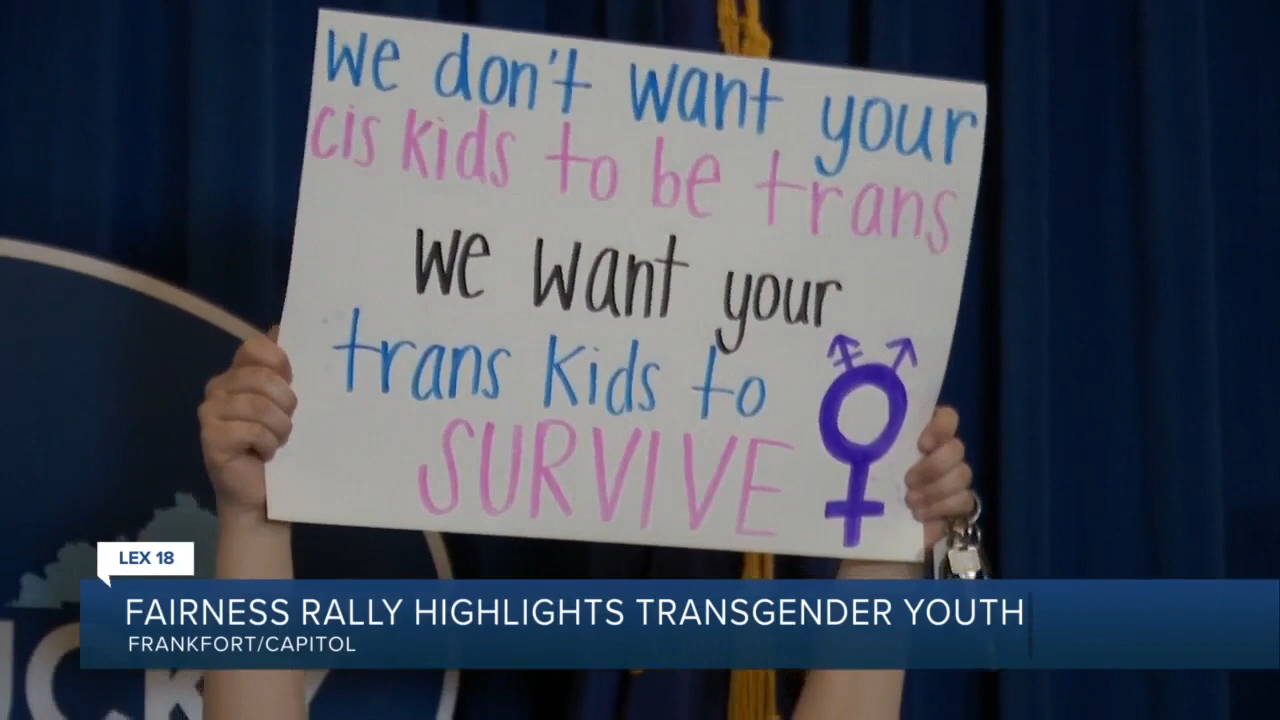 we don't want your
cis kids to be trans
we want your
trans kids to
SURVIVE
LEX 18
FAIRNESS RALLY HIGHLIGHTS TRANSGENDER YOUTH
FRANKFORT/CAPITOL